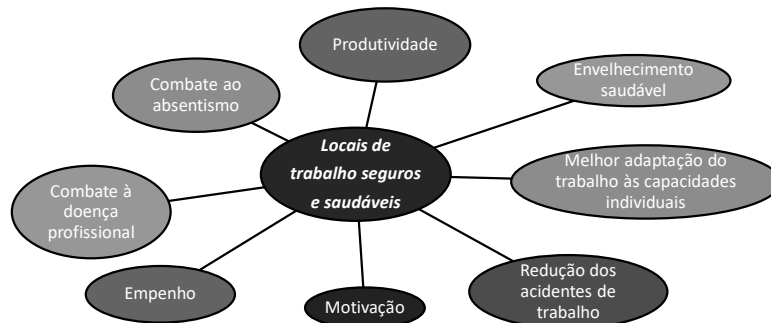 Produtividade
Combate ao
absentismo
Envelhecimento
saudável
Locais de
trabalho seguros
e saudáveis
Melhor adaptação do
trabalho às capacidades
individuais
Combate à
doença
profissional
Redução dos
acidentes de
trabalho
Empenho
Motivação